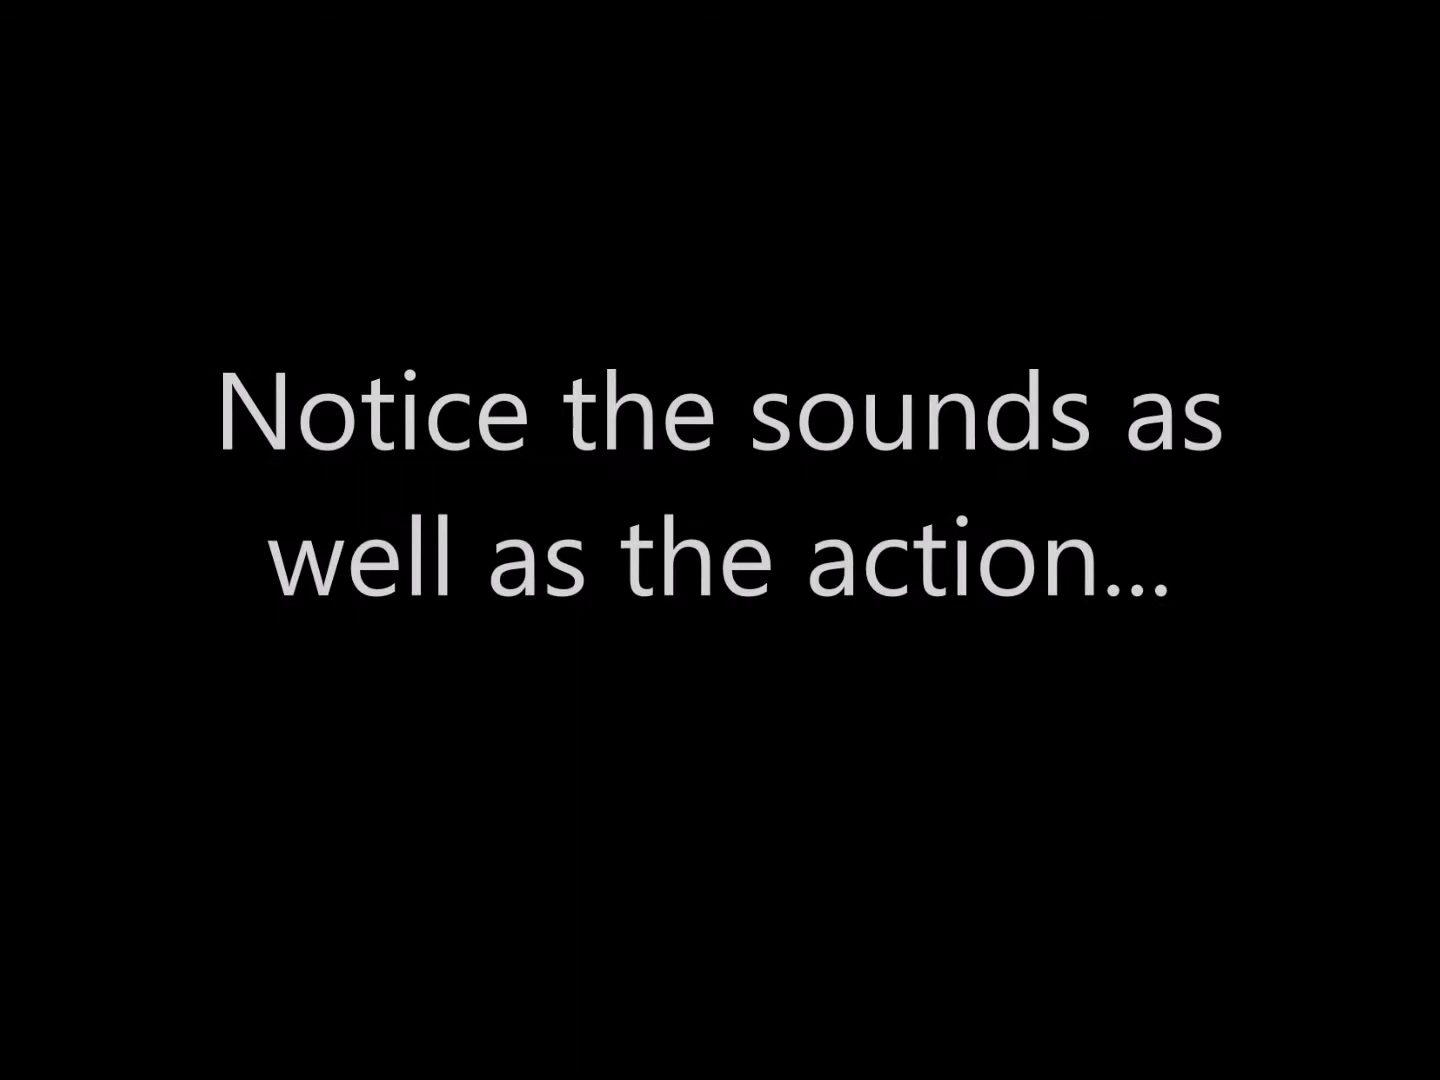 Notice the sounds as
well as the action...